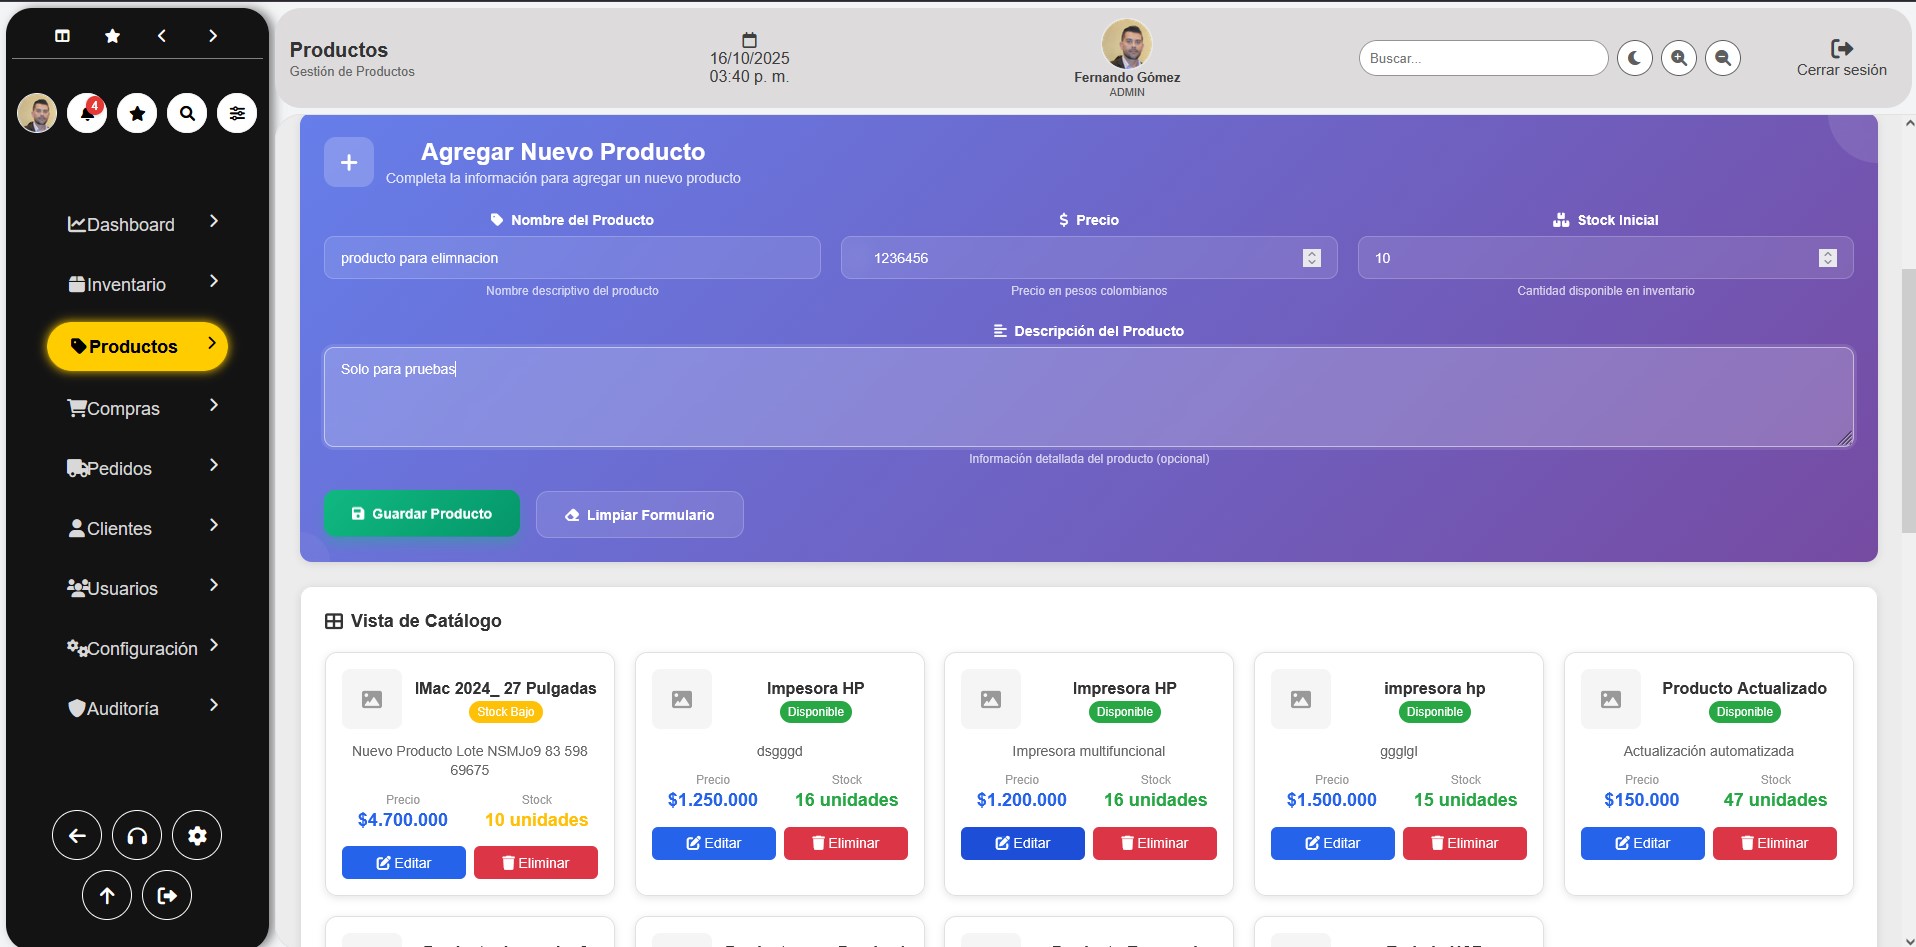 Productos
Gestión de Productos
16/10/2025
03:40 p. m.
Fernando Gómez
ADMIN
Buscar...
Cerrar sesión
4
Dashboard
Inventario
Productos
Compras
Pedidos
Clientes
Usuarios
Configuración
Auditoría
Agregar Nuevo Producto
Completa la información para agregar un nuevo producto
Nombre del Producto
producto para elimnacion
Nombre descriptivo del producto
Precio
1236456
Precio en pesos colombianos
Stock Inicial
10
Cantidad disponible en inventario
Descripción del Producto
Solo para pruebas
Información detallada del producto (opcional)
Guardar Producto
Limpiar Formulario
Vista de Catálogo
IMac 2024_ 27 Pulgadas
Stock Bajo
Nuevo Producto Lote NSMJo9 83 598
69675
Precio
Stock
$4.700.000
10 unidades
Editar
Eliminar
Impesora HP
Disponible
dsgggd
Precio
Stock
$1.250.000
16 unidades
Editar
Eliminar
Impresora HP
Disponible
Impresora multifuncional
Precio
Stock
$1.200.000
16 unidades
Editar
Eliminar
impresora hp
Disponible
ggglgl
Precio
Stock
$1.500.000
15 unidades
Editar
Eliminar
Producto Actualizado
Disponible
Actualización automatizada
Precio
Stock
$150.000
47 unidades
Editar
Eliminar